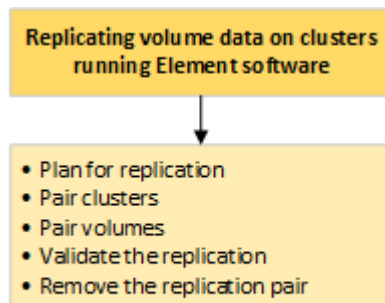 Replicating volume data on clusters
running Element software
• Plan for replication
• Pair clusters
• Pair volumes
• Validate the replication
• Remove the replication pair